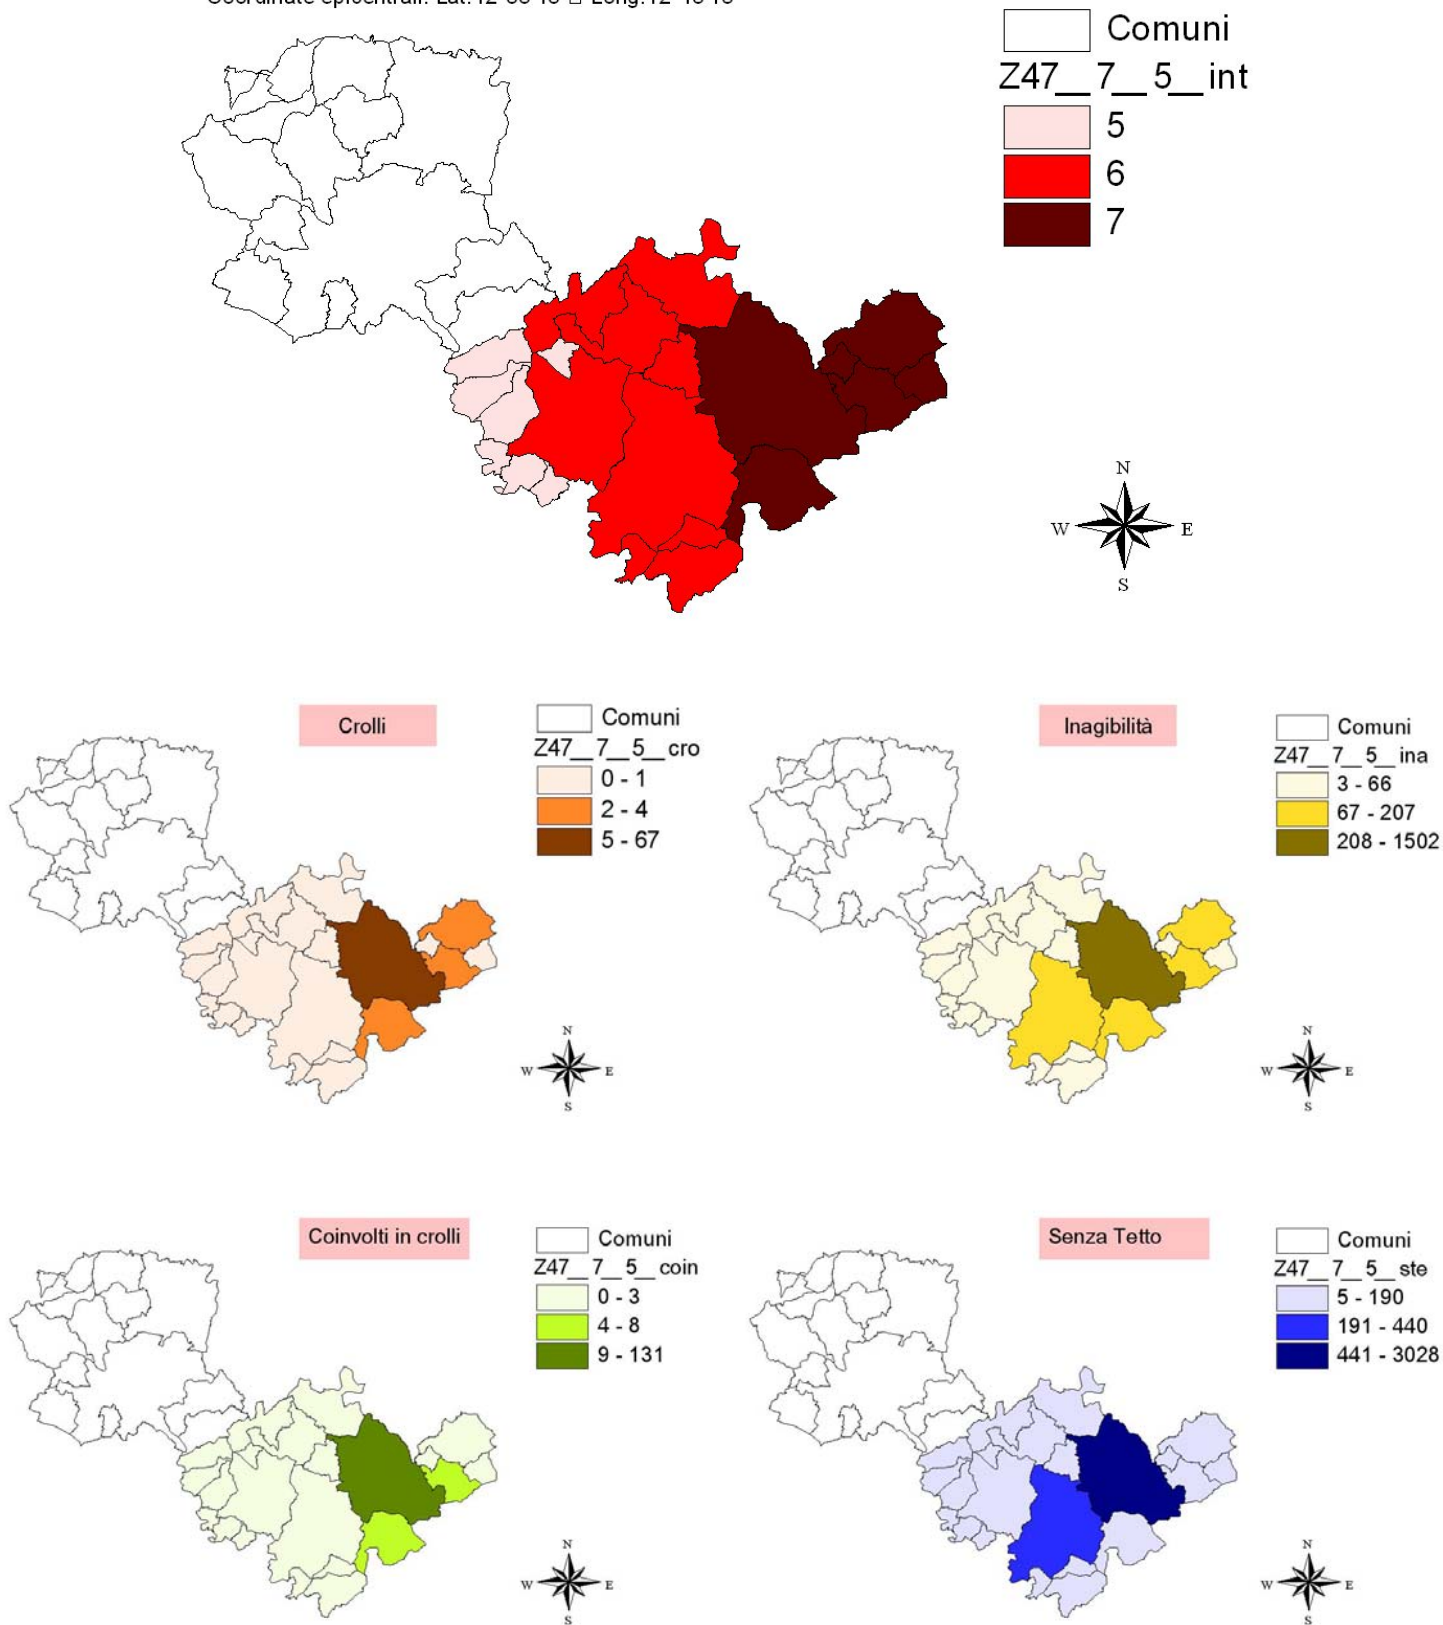 Comuni
Z47__7__5__int
5
6
7
N
W E
S
Crolli
Comuni
Z47__7__5__cro
0 - 1
2 - 4
5 - 67
N
W E
S
Inagibilità
Comuni
Z47__7__5__ina
3 - 66
67 - 207
208 - 1502
N
W E
S
Coinvolti in crolli
Comuni
Z47__7__5__coin
0 - 3
4 - 8
9 - 131
N
W E
S
Senza Tetto
Comuni
Z47__7__5__ste
5 - 190
191 - 440
441 - 3028
N
W E
S